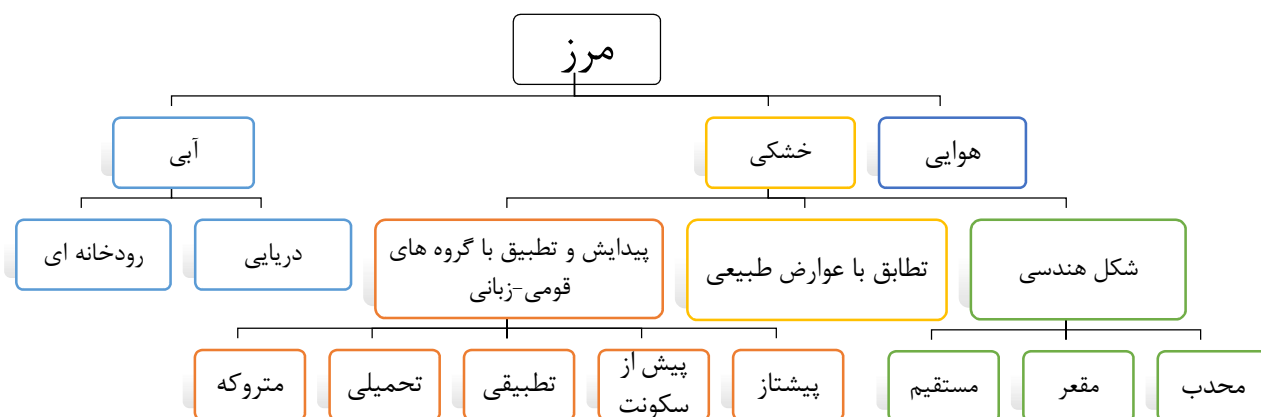 مرز
هوایی
خشکی
آبی
شکل هندسی
تطابق با عوارض طبیعی
پیدایش و تطبیق با گروه های
قومی-زبانی
دریایی
رودخانه ای
محدب
مقعر
مستقیم
پیشتاز
پیش از
سکونت
تطبیقی
تحمیلی
متروکه